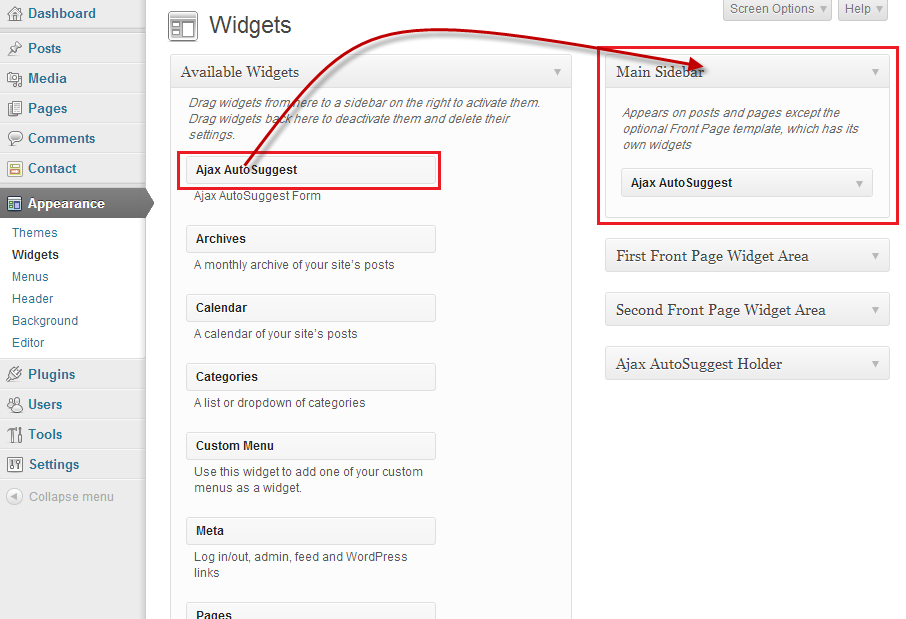 Dashboard
Posts
Media
Pages
Comments
Contact
Appearance
Themes
Widgets
Menus
Header
Background
Editor
Plugins
Users
Tools
Settings
Collapse menu
Screen Options
Help
Widgets
Available Widgets
Drag widgets from here to a sidebar on the right to activate them.
Drag widgets back here to deactivate them and delete their
settings.
Ajax AutoSuggest
Ajax AutoSuggest Form
Archives
A monthly archive of your site's posts
Calendar
A calendar of your site's posts
Categories
A list or dropdown of categories
Custom Menu
Use this widget to add one of your custom
menus as a widget.
Meta
Log in/out, admin, feed and WordPress
links
Pages
Main Sidebar
Appears on posts and pages except the
optional Front Page template, which has its
own widgets
Ajax AutoSuggest
First Front Page Widget Area
Second Front Page Widget Area
Ajax AutoSuggest Holder